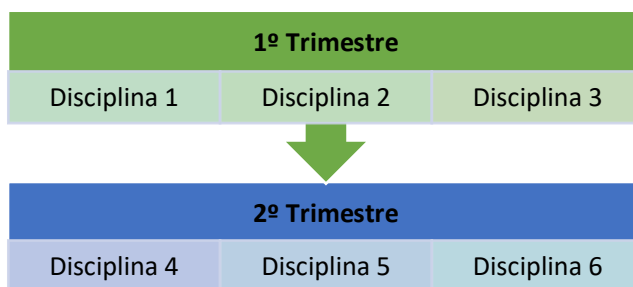 1º Trimestre
Disciplina 1 Disciplina 2 Disciplina 3
2º Trimestre
Disciplina 4 Disciplina 5 Disciplina 6